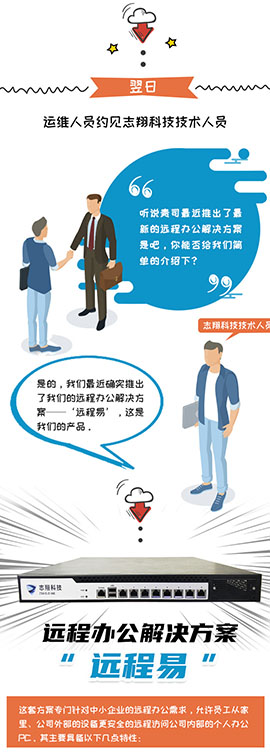 翌日
运维人员约见志翔科技技术人员
听说贵司最近推出了最
新的远程办公解决方案
是吧，你能否给我们简
单的介绍下？
志翔科技技术人员
是的，我们最近确实推出
了我们的远程办公解决方
案——‘远程易’，这是
我们的产品．
志翔科技
远程办公解决方案
“远程易”
这套方案专门针对中小企业的远程办公需求，允许员工从家
里、公司外部的设备更安全的远程访问公司内部的个人办公
PC，其主要具备以下几点特性：